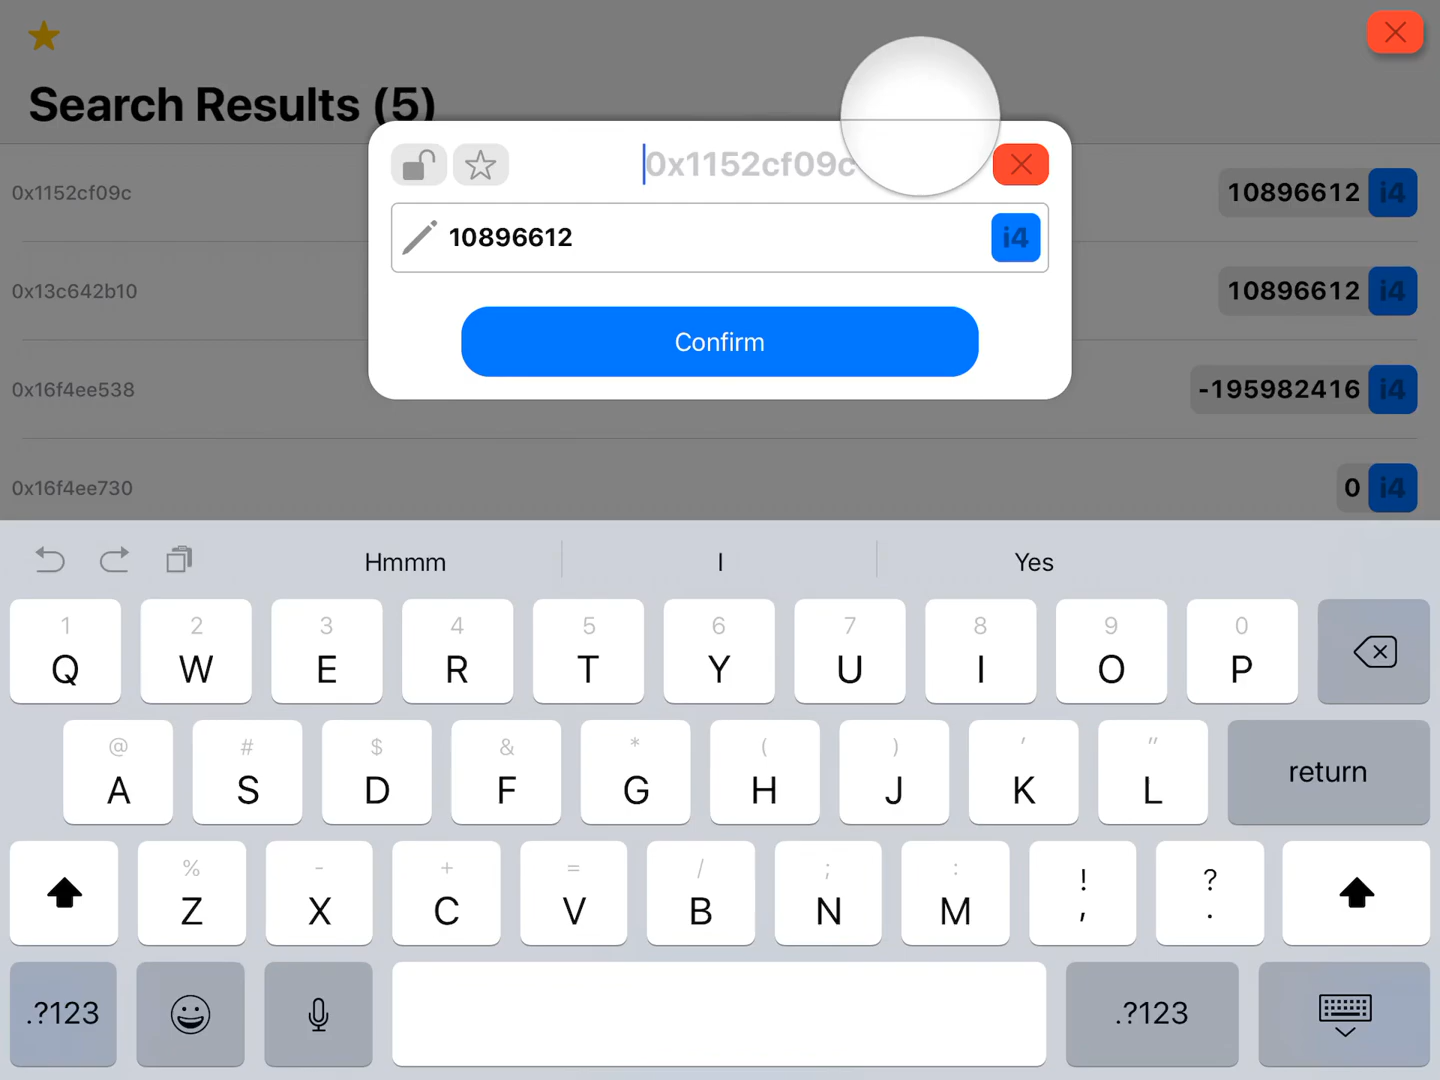 Search Results (5)
0x1152cf09c
10896612 i4
0x1152cf09c
10896612 i4
Confirm
0x13c642b10
10896612 i4
0x16f4ee538
-195982416 i4
0x16f4ee730
0 i4
Hmmm I Yes
1 2 3 4 5 6 7 8 9 0
Q W E R T Y U I O P
@ # $ & * ( ) ' "
A S D F G H J K L return
% - + = / ; : ! ?
Z X C V B N M , .
.?123 .?123